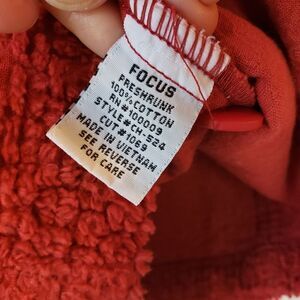 FOCUS
PRESHRUNK
100% COTTON
RN#100009
STYLE#CH-524
CUT#1069
MADE IN VIETNAM
SEE REVERSE
FOR CARE